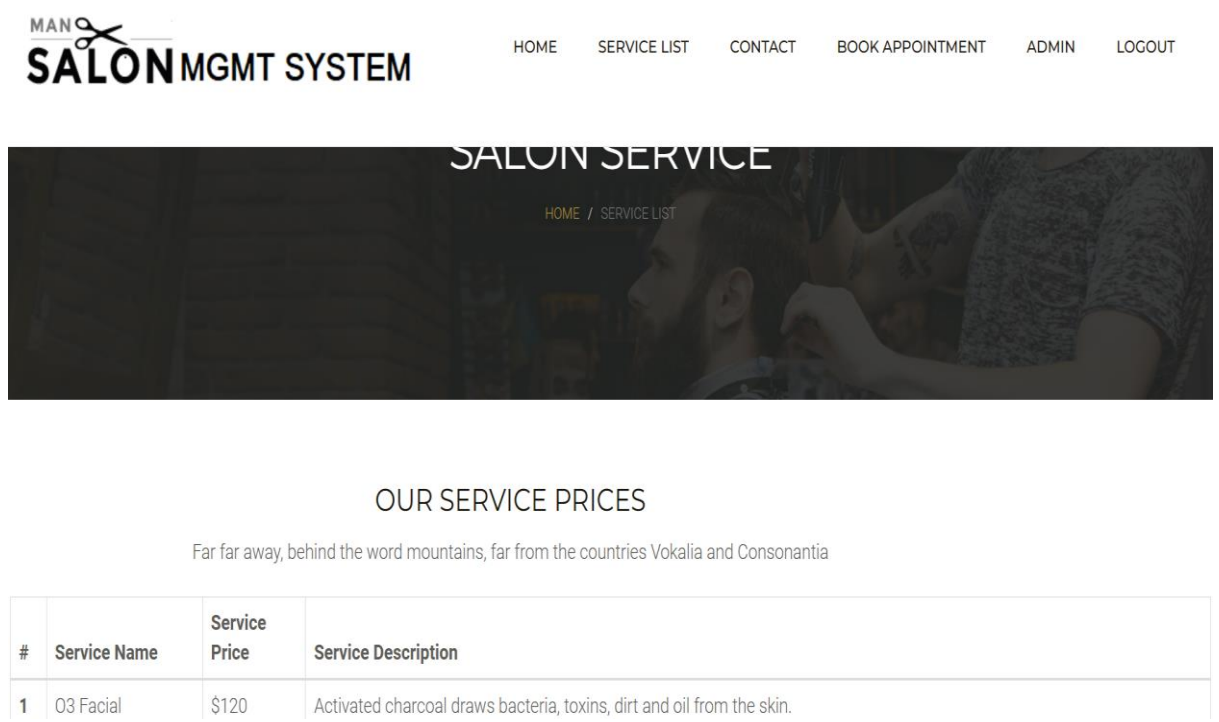 MAN
SALON MGMT SYSTEM
HOME SERVICE LIST CONTACT BOOK APPOINTMENT ADMIN LOGOUT
SALON SERVICE
HOME / SERVICE LIST
OUR SERVICE PRICES
Far far away, behind the word mountains, far from the countries Vokalia and Consonantia
# Service Name Service Price Service Description
1 O3 Facial $120 Activated charcoal draws bacteria, toxins, dirt and oil from the skin.